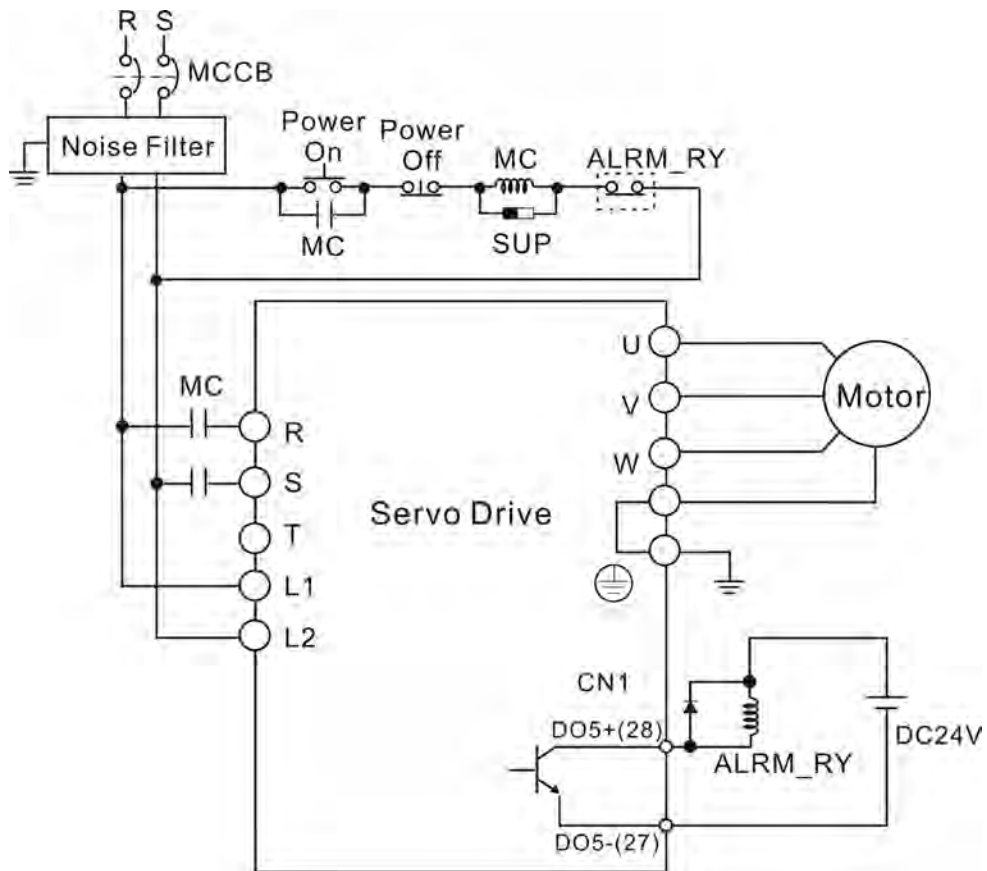 R S
MCCB
Noise Filter
Power On
Power Off
MC
ALRM_RY
MC
SUP
MC
R
S
T
L1
L2
Servo Drive
U
V
W
Motor
CN1
DO5+(28)
DO5-(27)
ALRM_RY
DC24V